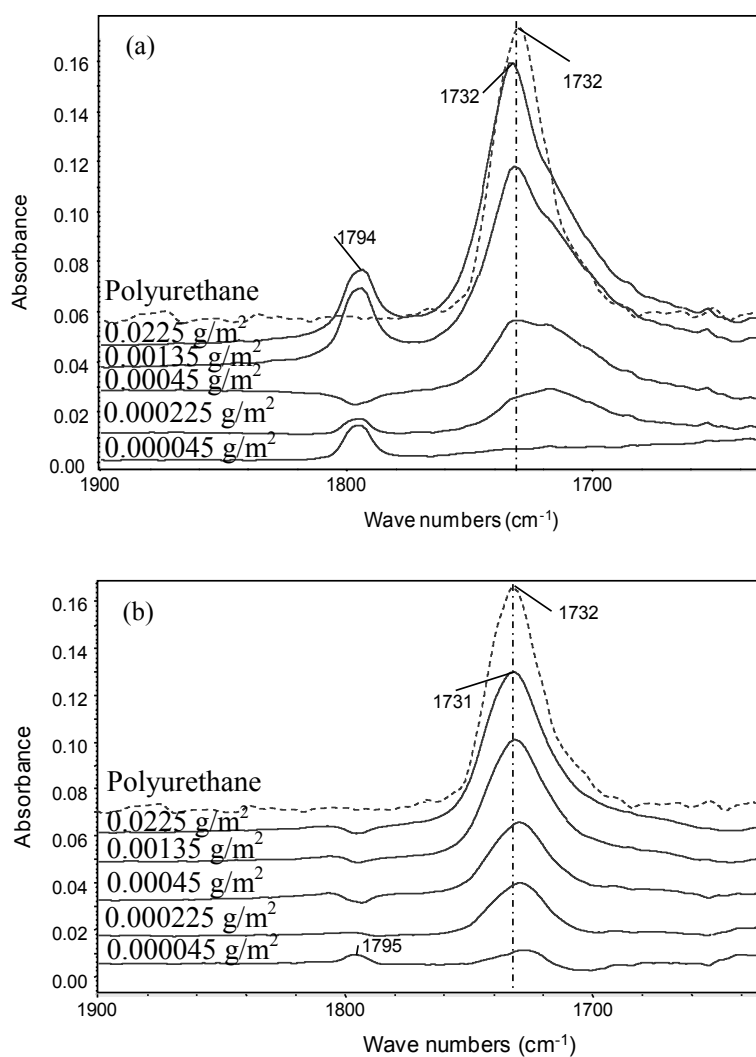 (a)
0.16
0.14
0.12
0.10
0.08
0.06
0.04
0.02
0.00
Absorbance
1732
1732
1794
Polyurethane
0.0225 g/m²
0.00135 g/m²
0.00045 g/m²
0.000225 g/m²
0.000045 g/m²
1900
1800
1700
Wave numbers (cm⁻¹)
(b)
0.16
0.14
0.12
0.10
0.08
0.06
0.04
0.02
0.00
Absorbance
1732
1731
Polyurethane
0.0225 g/m²
0.00135 g/m²
0.00045 g/m²
0.000225 g/m²
0.000045 g/m²
1795
1900
1800
1700
Wave numbers (cm⁻¹)